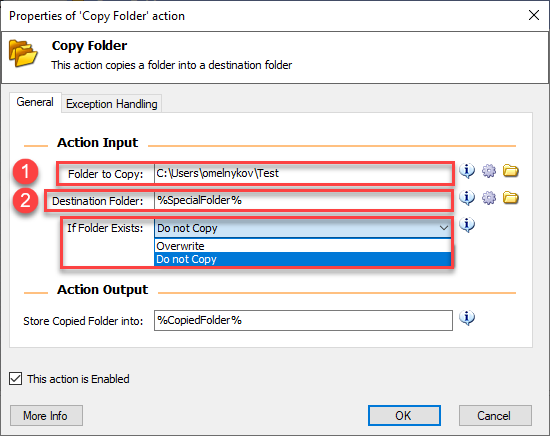 Properties of 'Copy Folder' action
Copy Folder
This action copies a folder into a destination folder
General Exception Handling
Action Input
1 Folder to Copy: C:\Users\omelnykov\Test
2 Destination Folder: %SpecialFolder%
If Folder Exists: Do not Copy
Overwrite
Do not Copy
Action Output
Store Copied Folder into: %CopiedFolder%
This action is Enabled
More Info OK Cancel